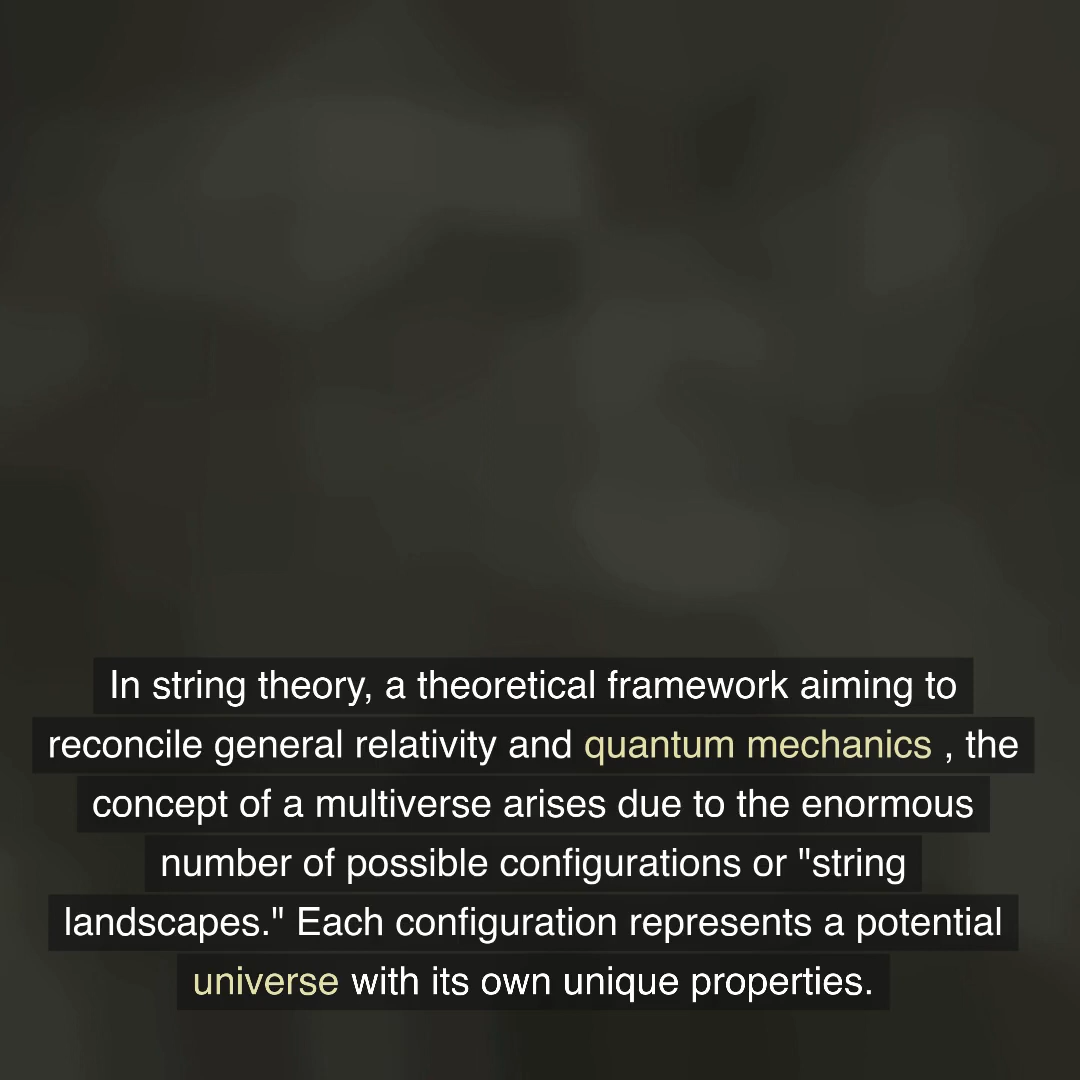 In string theory, a theoretical framework aiming to
reconcile general relativity and quantum mechanics , the
concept of a multiverse arises due to the enormous
number of possible configurations or "string
landscapes." Each configuration represents a potential
universe with its own unique properties.